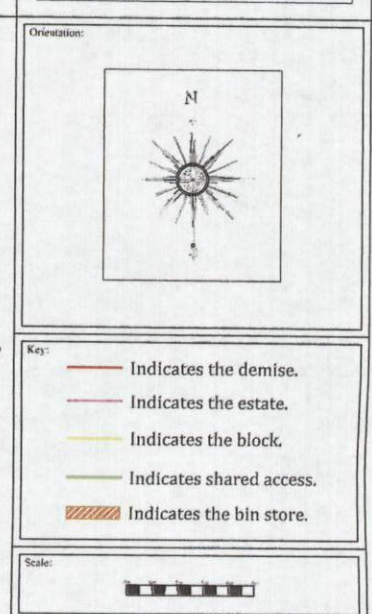 Orientation:
N
Key:
Indicates the demise.
Indicates the estate.
Indicates the block.
Indicates shared access.
Indicates the bin store.
Scale: